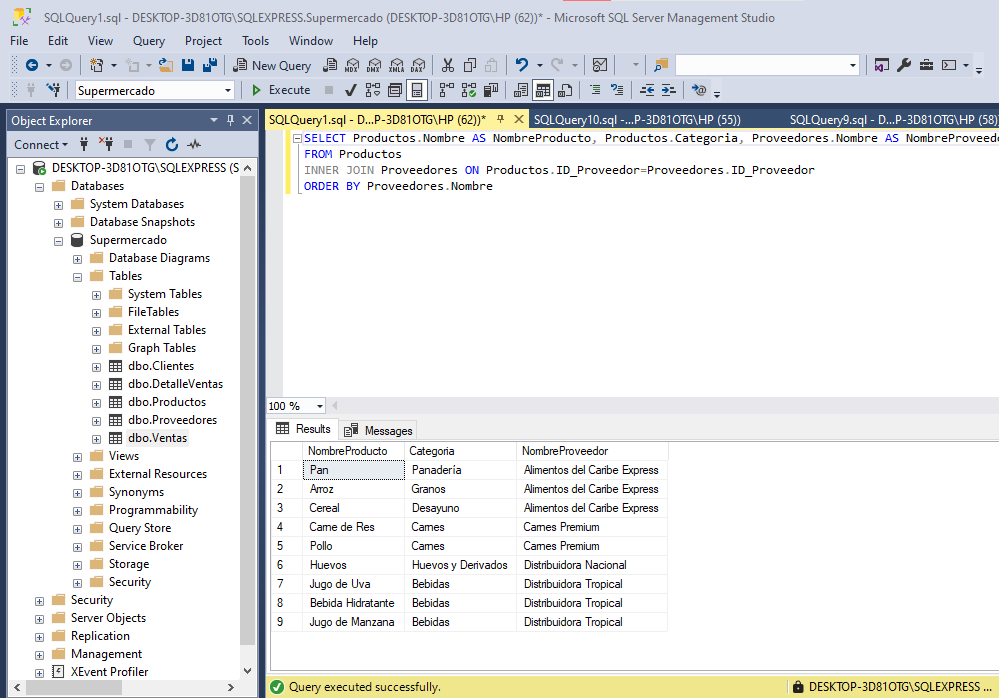 SQLQuery1.sql - DESKTOP-3D81OTG\SQLEXPRESS.Supermercado (DESKTOP-3D81OTG\HP (62))* - Microsoft SQL Server Management Studio
File Edit View Query Project Tools Window Help
New Query MDX DMX XMLA DAX
Supermercado Execute
Object Explorer
Connect
DESKTOP-3D81OTG\SQLEXPRESS (S
Databases
System Databases
Database Snapshots
Supermercado
Database Diagrams
Tables
System Tables
FileTables
External Tables
Graph Tables
dbo.Clientes
dbo.DetalleVentas
dbo.Productos
dbo.Proveedores
dbo.Ventas
Views
External Resources
Synonyms
Programmability
Query Store
Service Broker
Storage
Security
Security
Server Objects
Replication
Management
XEvent Profiler
SQLQuery1.sql - D...P-3D81OTG\HP (62))* SQLQuery10.sql -...P-3D81OTG\HP (55)) SQLQuery9.sql - D...P-3D81OTG\HP (58))
SELECT Productos.Nombre AS NombreProducto, Productos.Categoria, Proveedores.Nombre AS NombreProveedo
FROM Productos
INNER JOIN Proveedores ON Productos.ID_Proveedor=Proveedores.ID_Proveedor
ORDER BY Proveedores.Nombre
100 %
Results Messages
NombreProducto Categoria NombreProveedor
1 Pan Panadería Alimentos del Caribe Express
2 Arroz Granos Alimentos del Caribe Express
3 Cereal Desayuno Alimentos del Caribe Express
4 Carne de Res Carnes Carnes Premium
5 Pollo Carnes Carnes Premium
6 Huevos Huevos y Derivados Distribuidora Nacional
7 Jugo de Uva Bebidas Distribuidora Tropical
8 Bebida Hidratante Bebidas Distribuidora Tropical
9 Jugo de Manzana Bebidas Distribuidora Tropical
Query executed successfully. DESKTOP-3D81OTG\SQLEXPRESS ...